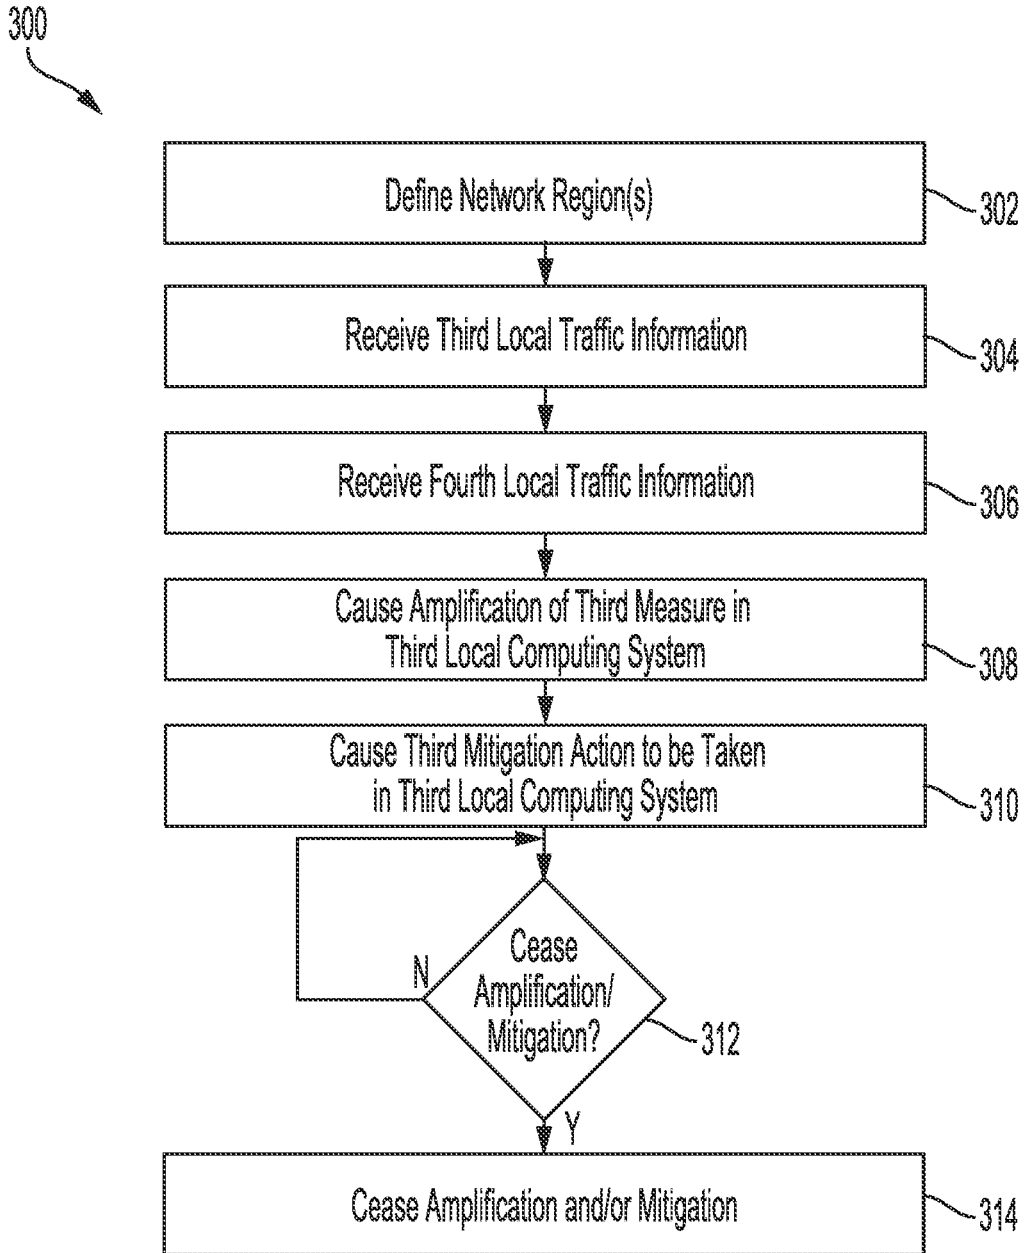 300
Define Network Region(s)
302
Receive Third Local Traffic Information
304
Receive Fourth Local Traffic Information
306
Cause Amplification of Third Measure in
Third Local Computing System
308
Cause Third Mitigation Action to be Taken
in Third Local Computing System
310
Cease
Amplification/
Mitigation?
N
312
Y
Cease Amplification and/or Mitigation
314